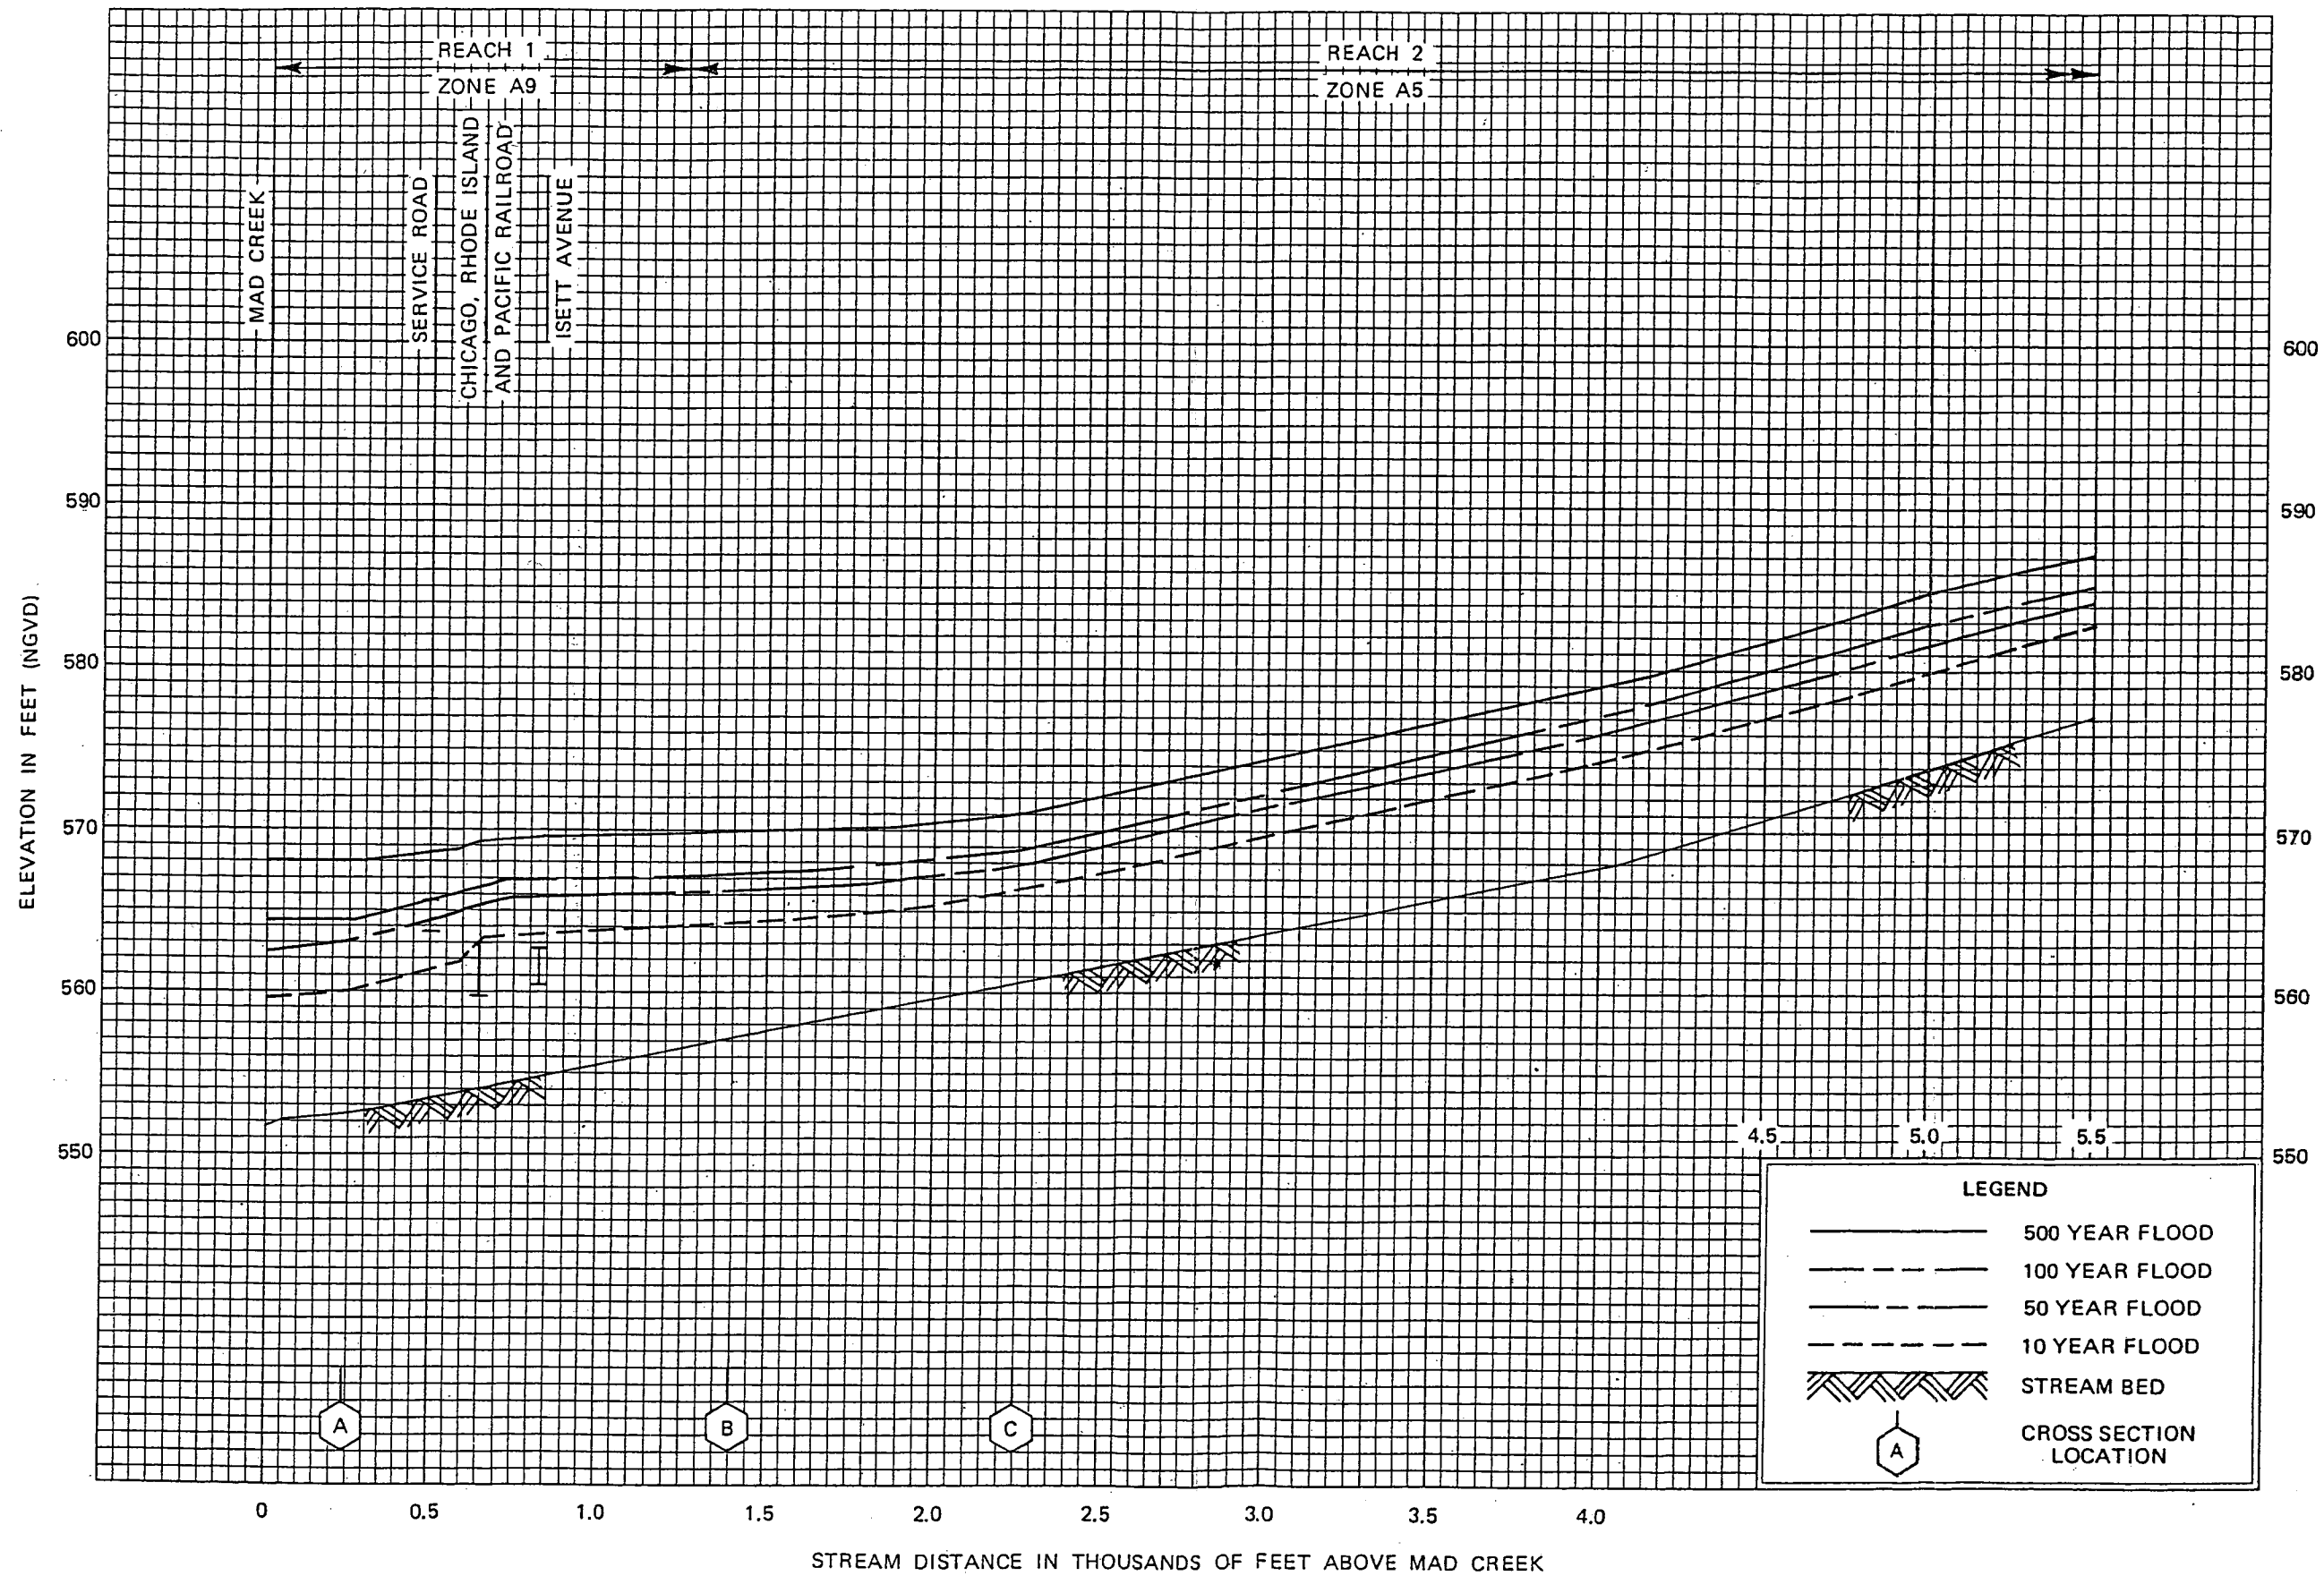 REACH 1
ZONE A9
REACH 2
ZONE A5
MAD CREEK
SERVICE ROAD
CHICAGO, RHODE ISLAND
AND PACIFIC RAILROAD
ISETT AVENUE
600
590
580
570
560
550
ELEVATION IN FEET (NGVD)
600
590
580
570
560
550
4.5 5.0 5.5
LEGEND
500 YEAR FLOOD
100 YEAR FLOOD
50 YEAR FLOOD
10 YEAR FLOOD
STREAM BED
A
CROSS SECTION
LOCATION
A B C
0 0.5 1.0 1.5 2.0 2.5 3.0 3.5 4.0
STREAM DISTANCE IN THOUSANDS OF FEET ABOVE MAD CREEK